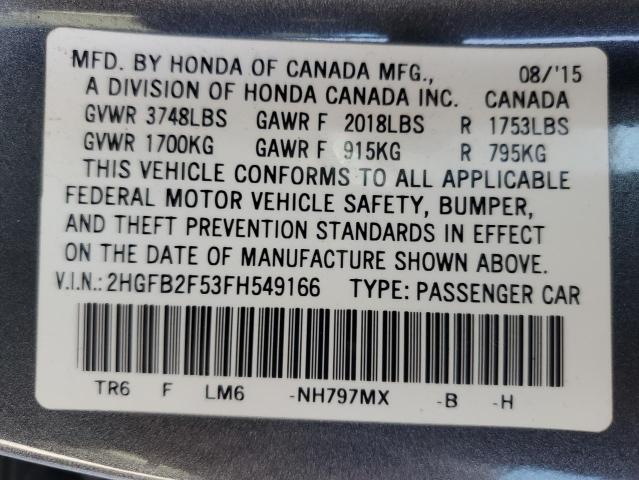 MFD. BY HONDA OF CANADA MFG., 08/'15
A DIVISION OF HONDA CANADA INC. CANADA
GVWR 3748LBS GAWR F 2018LBS R 1753LBS
GVWR 1700KG GAWR F 915KG R 795KG
THIS VEHICLE CONFORMS TO ALL APPLICABLE
FEDERAL MOTOR VEHICLE SAFETY, BUMPER,
AND THEFT PREVENTION STANDARDS IN EFFECT
ON THE DATE OF MANUFACTURE SHOWN ABOVE.
V.I.N.: 2HGFB2F53FH549166 TYPE: PASSENGER CAR
TR6 F LM6 -NH797MX -B -H